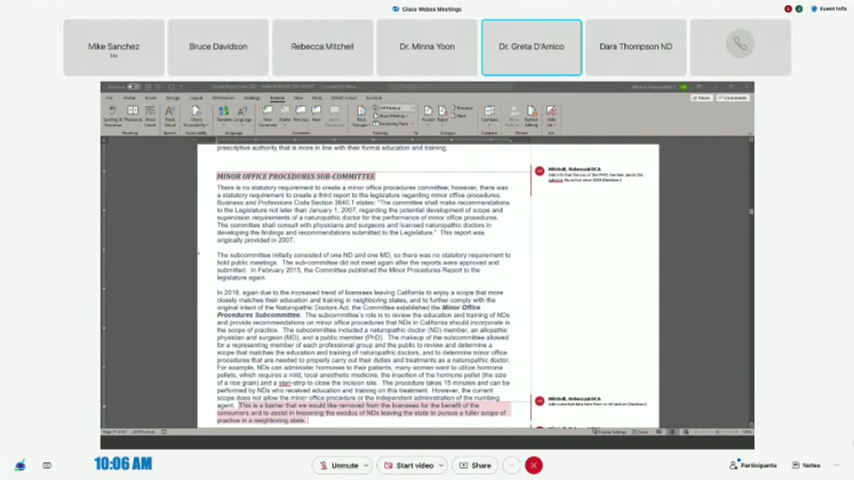 Cisco Webex Meetings
Event Info
Mike Sanchez
Me
Bruce Davidson
Rebecca Mitchell
Dr. Minna Yoon
Dr. Greta D'Amico
Dara Thompson ND
Share
Comments
prescriptive authority that is more in line with their formal education and training.
MINOR OFFICE PROCEDURES SUB-COMMITTEE
There is no statutory requirement to create a minor office procedures committee; however, there was
a statutory requirement to create a third report to the legislature regarding minor office procedures.
Business and Professions Code Section 3640.1 states: "The committee shall make recommendations
to the Legislature not later than January 1, 2007, regarding the potential development of scope and
supervision requirements of a naturopathic doctor for the performance of minor office procedures.
The committee shall consult with physicians and surgeons and licensed naturopathic doctors in
developing the findings and recommendations submitted to the Legislature." This report was
originally provided in 2007.
The subcommittee initially consisted of one ND and one MD, so there was no statutory requirement to
hold public meetings. The sub-committee did not meet again after the reports were approved and
submitted. In February 2015, the Committee published the Minor Procedures Report to the
legislature again.
In 2019, again due to the increased trend of licensees leaving California to enjoy a scope that more
closely matches their education and training in neighboring states, and to further comply with the
original intent of the Naturopathic Doctors Act, the Committee established the Minor Office
Procedures Subcommittee. The subcommittee's role is to review the education and training of NDs
and provide recommendations on minor office procedures that NDs in California should incorporate in
the scope of practice. The subcommittee included a naturopathic doctor (ND) member, an allopathic
physician and surgeon (MD), and a public member (PhD). The makeup of the subcommittee allowed
for a representing member of each professional group and the public to review and determine a
scope that matches the education and training of naturopathic doctors, and to determine minor office
procedures that are needed to properly carry out their duties and treatments as a naturopathic doctor.
For example, NDs can administer hormones to their patients, many women want to utilize hormone
pellets, which requires a mild, local anesthetic medicine, the insertion of the hormone pellet (the size
of a rice grain) and a steri-strip to close the incision site. The procedure takes 15 minutes and can be
performed by NDs who received education and training on this treatment. However, the current
scope does not allow the minor office procedure or the independent administration of the numbing
agent. This is a barrier that we would like removed from the licensees for the benefit of the
consumers and to assist in lessening the exodus of NDs leaving the state to pursue a fuller scope of
practice in a neighboring state.
Mitchell, Rebecca@DCA
Mitchell, Rebecca@DCA
10:06 AM
Unmute
Start video
Share
Participants
Notes